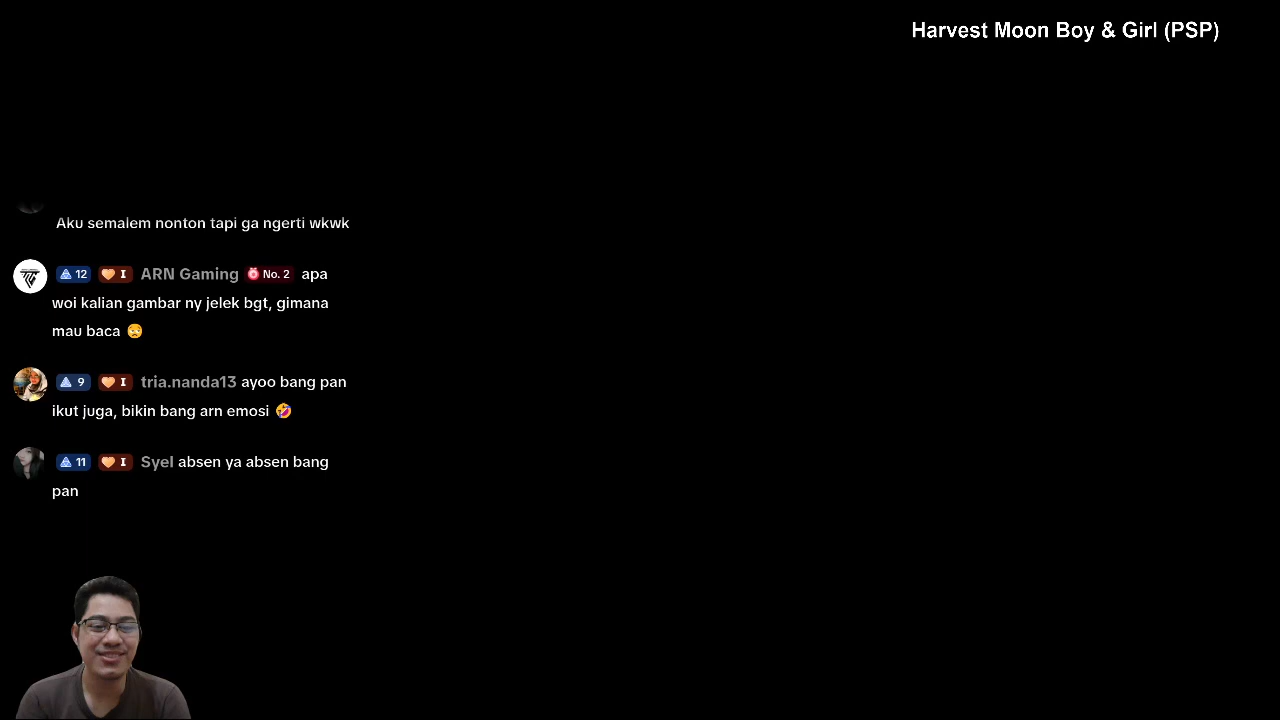 Harvest Moon Boy & Girl (PSP)
Aku semalem nonton tapi ga ngerti wkwk
12 I ARN Gaming No. 2 apa
woi kalian gambar ny jelek bgt, gimana
mau baca 😧
9 I tria.nanda13 ayoo bang pan
ikut juga, bikin bang arn emosi 🤣
11 I Syel absen ya absen bang
pan